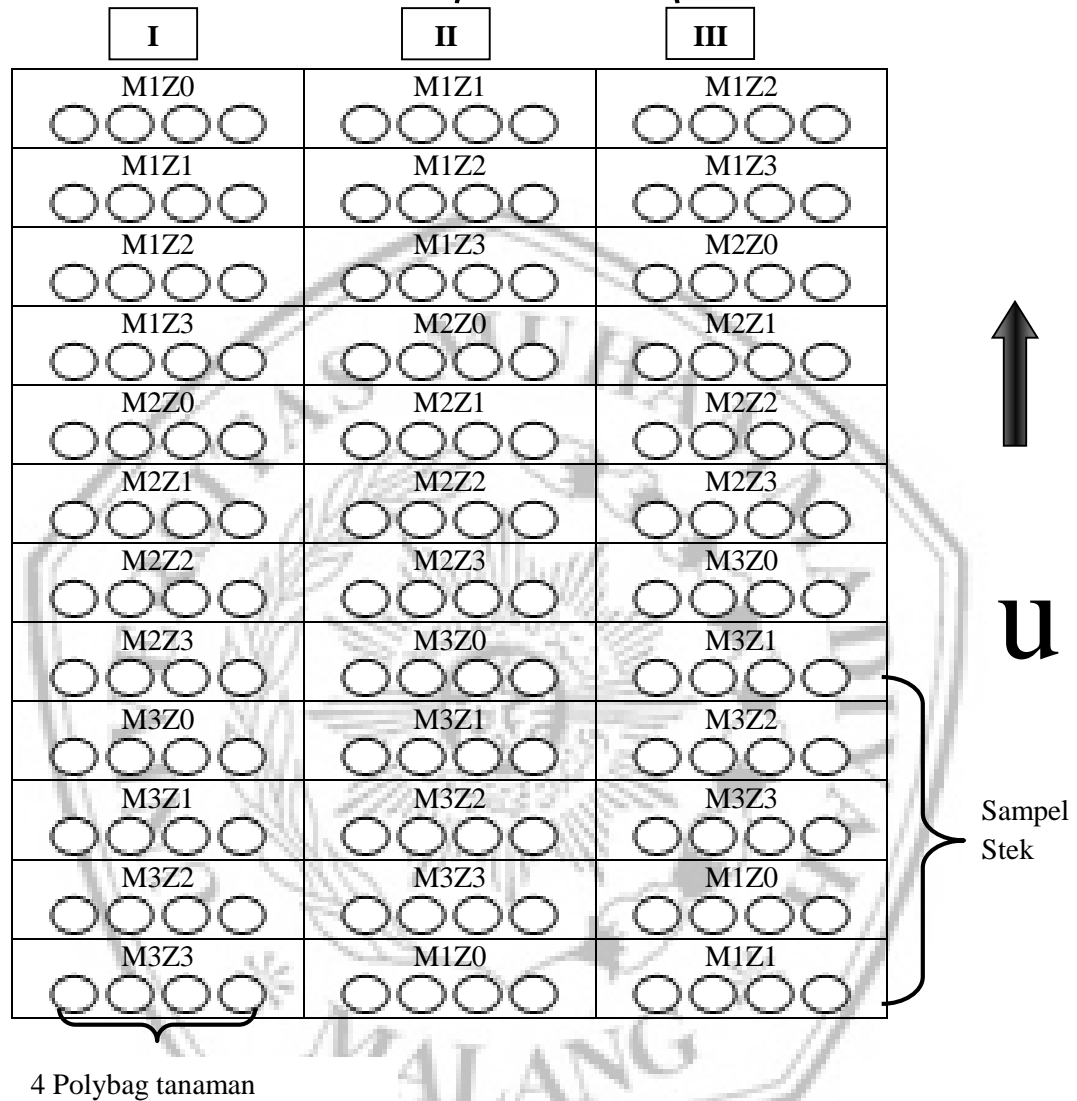 I II III
M1Z0 M1Z1 M1Z2
M1Z1 M1Z2 M1Z3
M1Z2 M1Z3 M2Z0
M1Z3 M2Z0 M2Z1
M2Z0 M2Z1 M2Z2
M2Z1 M2Z2 M2Z3
M2Z2 M2Z3 M3Z0
u
M2Z3 M3Z0 M3Z1
M3Z0 M3Z1 M3Z2
M3Z1 M3Z2 M3Z3
Sampel
Stek
M3Z2 M3Z3 M1Z0
M3Z3 M1Z0 M1Z1
MALANG
4 Polybag tanaman